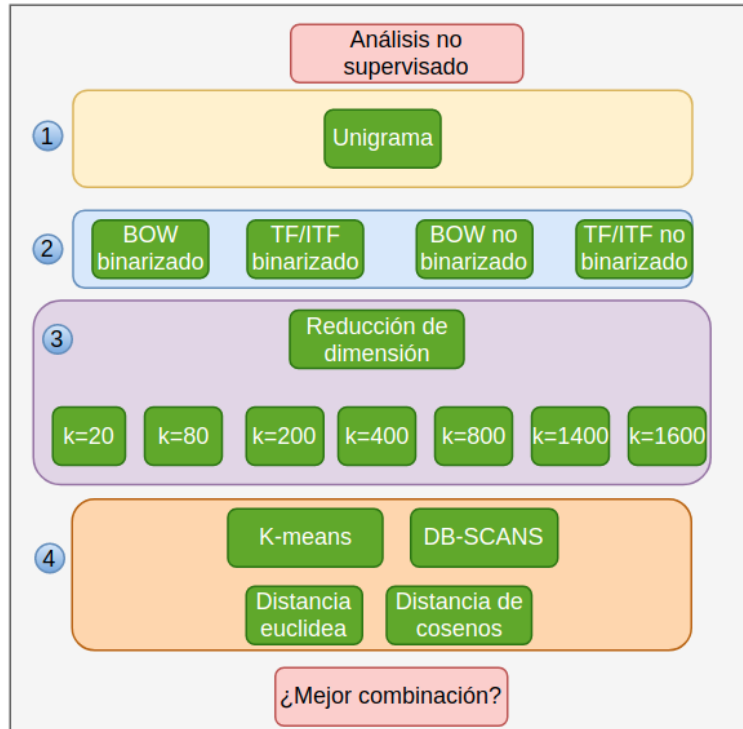 Análisis no
supervisado
1
Unigrama
2
BOW
binarizado
TF/ITF
binarizado
BOW no
binarizado
TF/ITF no
binarizado
3
Reducción de
dimensión
k=20
k=80
k=200
k=400
k=800
k=1400
k=1600
4
K-means
DB-SCANS
Distancia
euclidea
Distancia de
cosenos
¿Mejor combinación?